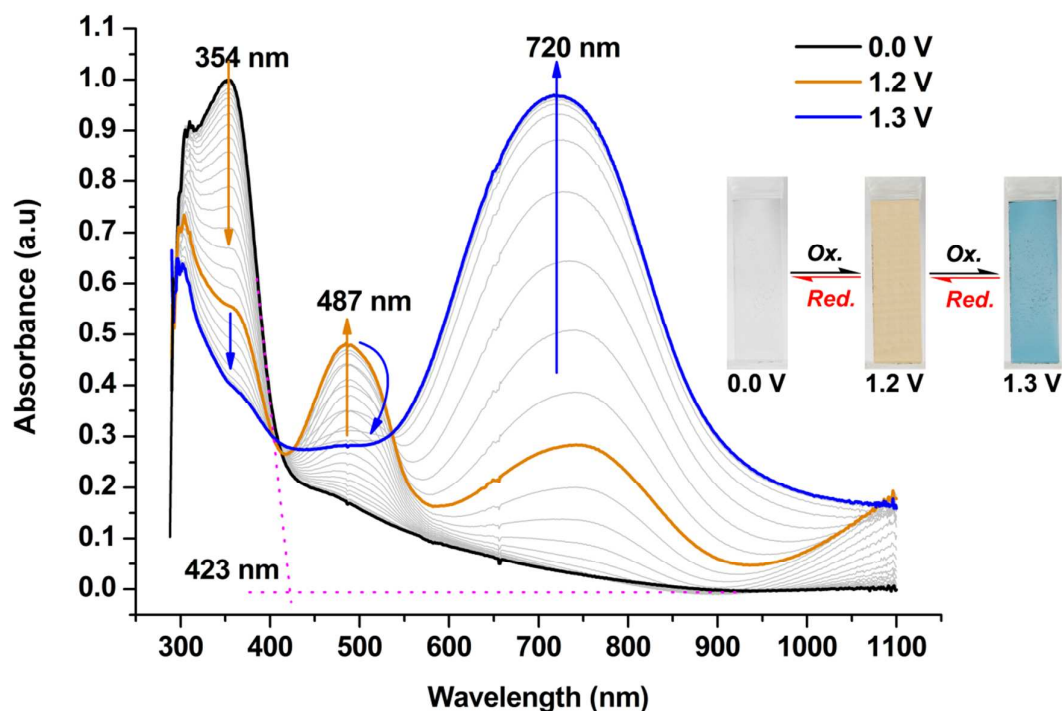 354 nm
720 nm
487 nm
423 nm
0.0 V
1.2 V
1.3 V
Ox.
Red.
Ox.
Red.
0.0 V
1.2 V
1.3 V
Absorbance (a.u)
1.1
1.0
0.9
0.8
0.7
0.6
0.5
0.4
0.3
0.2
0.1
0.0
300 400 500 600 700 800 900 1000 1100
Wavelength (nm)